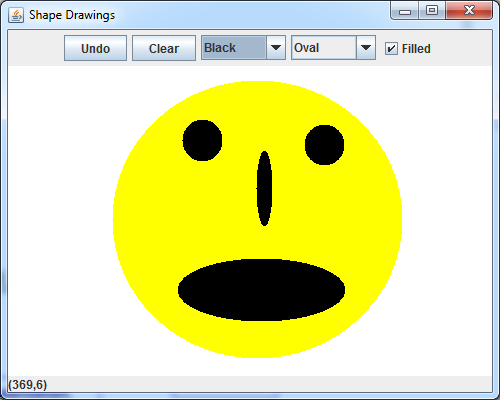 Shape Drawings
Undo Clear Black Oval Filled
(369,6)